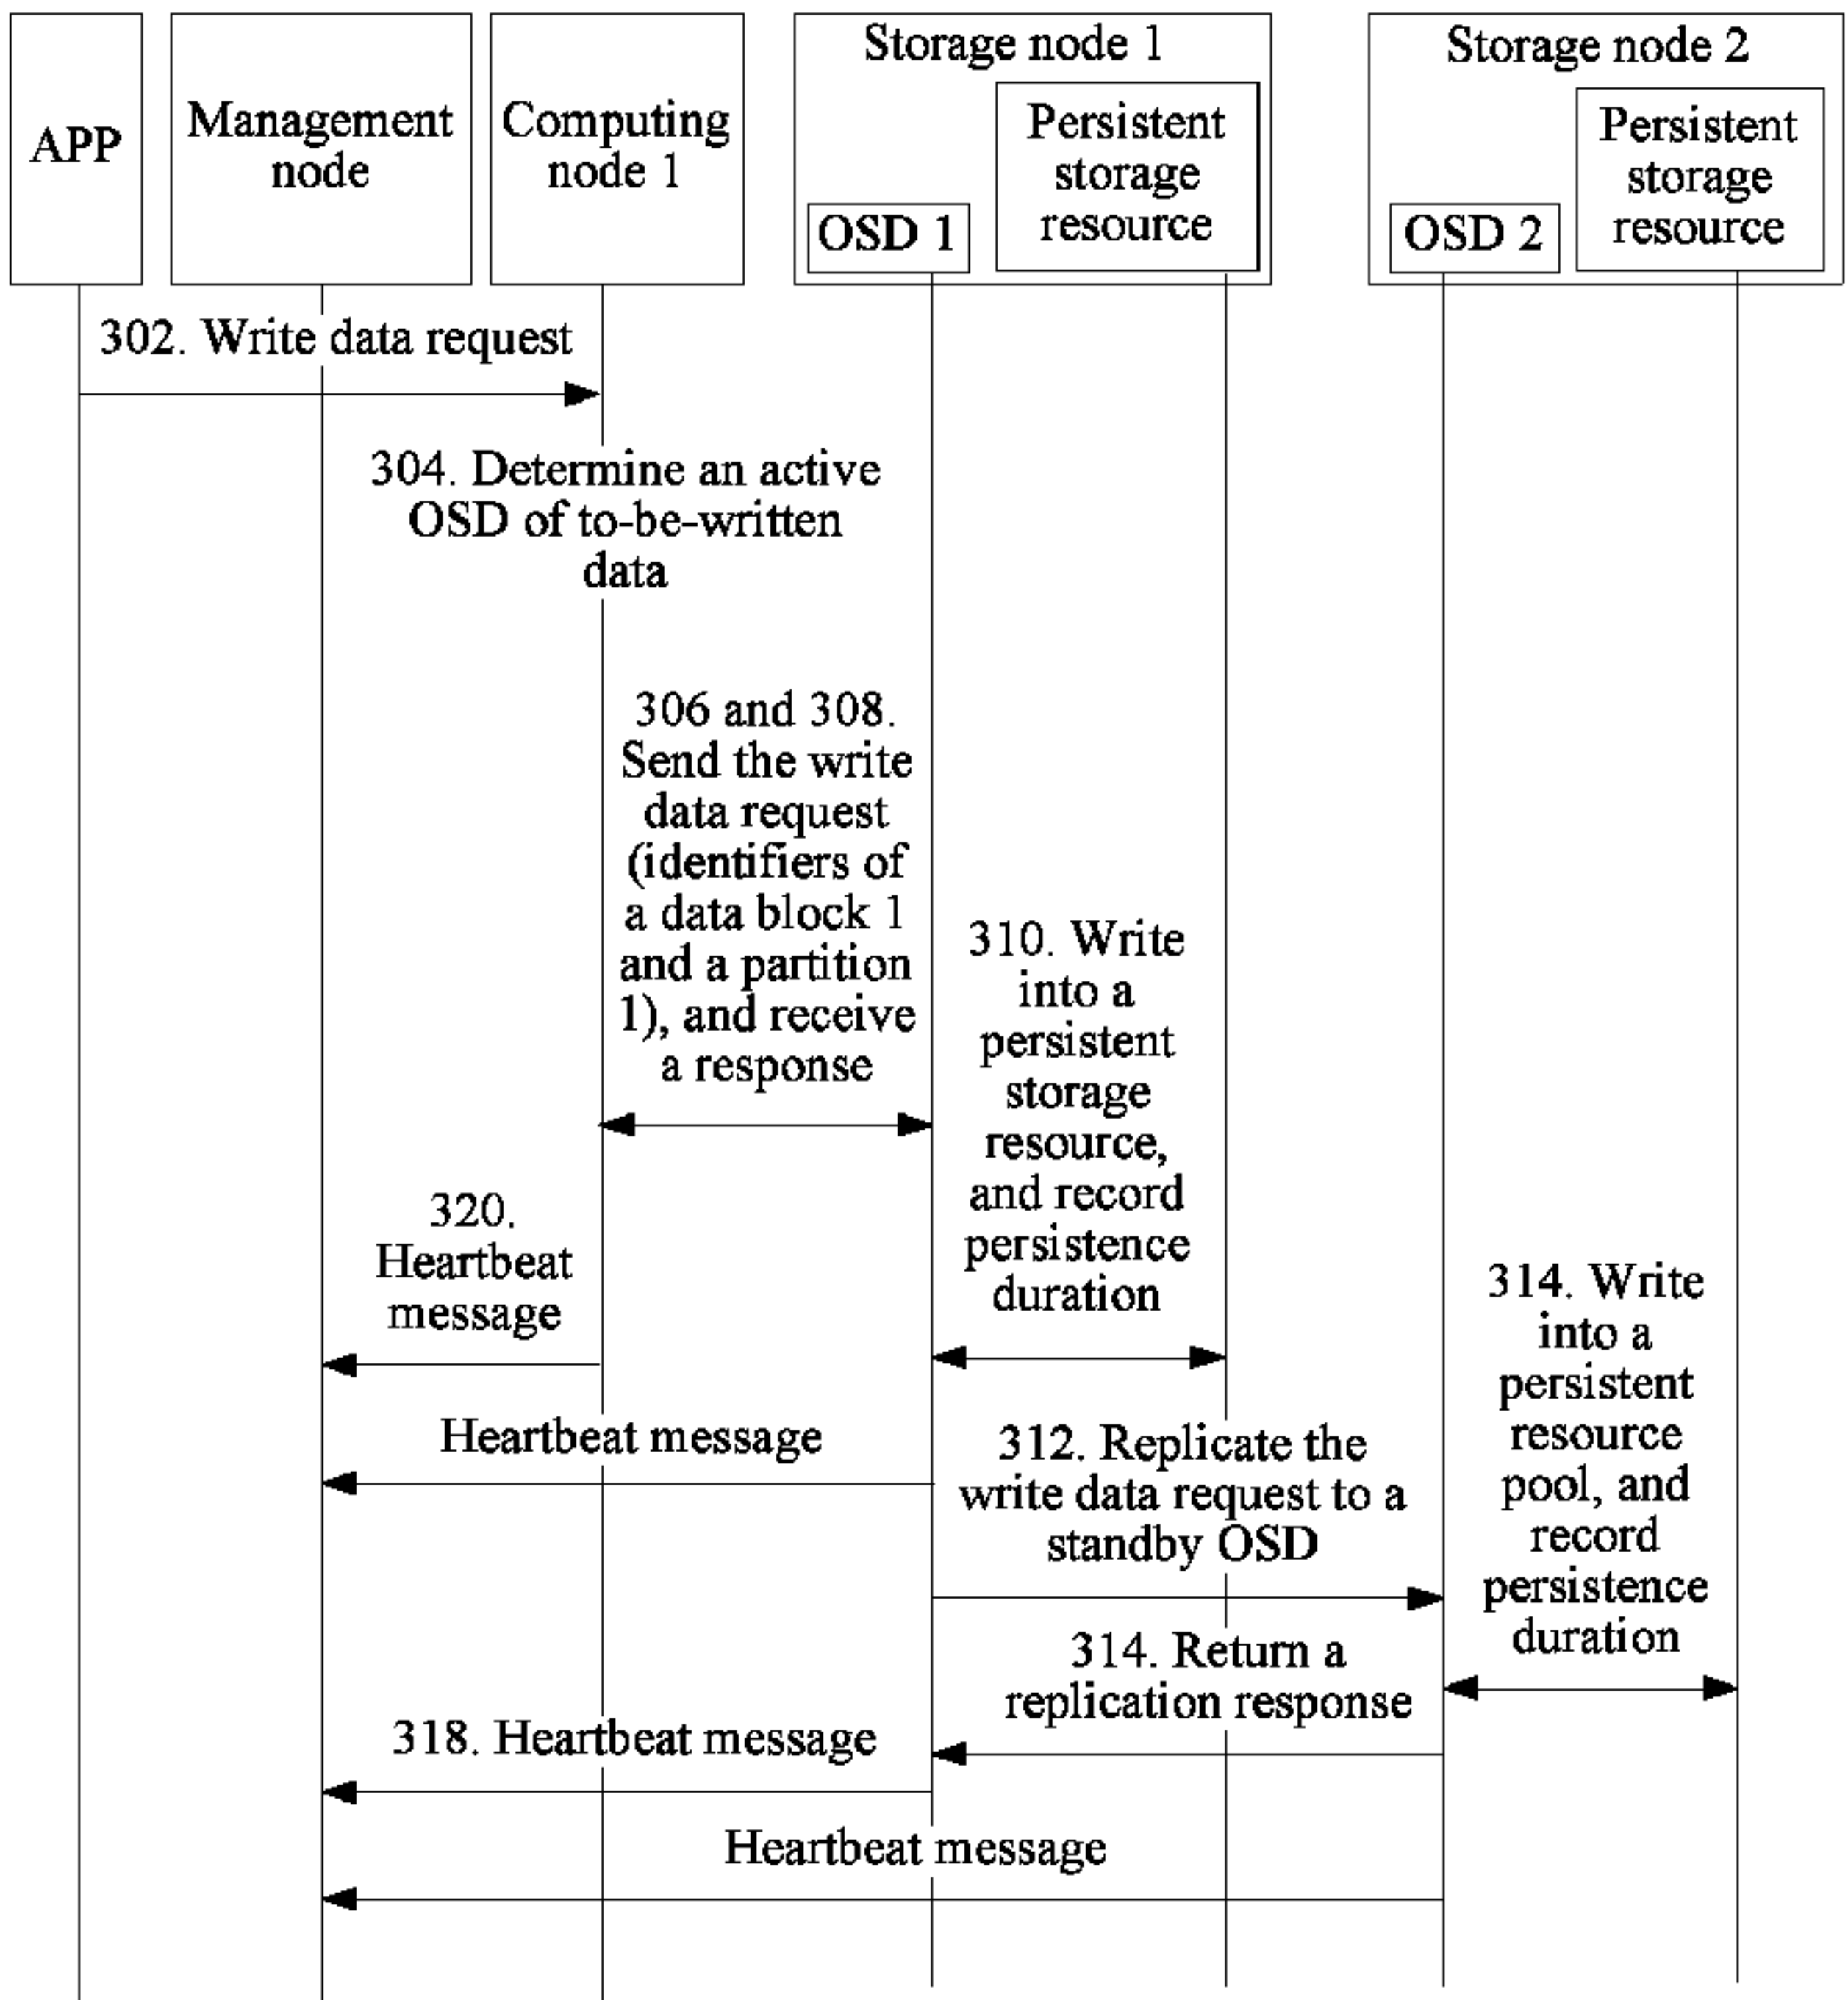 APP
Management
node
Computing
node 1
Storage node 1
OSD 1
Persistent
storage
resource
Storage node 2
OSD 2
Persistent
storage
resource
302. Write data request
304. Determine an active
OSD of to-be-written
data
306 and 308.
Send the write
data request
(identifiers of
a data block 1
and a partition
1), and receive
a response
310. Write
into a
persistent
storage
resource,
and record
persistence
duration
320.
Heartbeat
message
Heartbeat message
312. Replicate the
write data request to a
standby OSD
314. Write
into a
persistent
resource
pool, and
record
persistence
duration
314. Return a
replication response
318. Heartbeat message
Heartbeat message